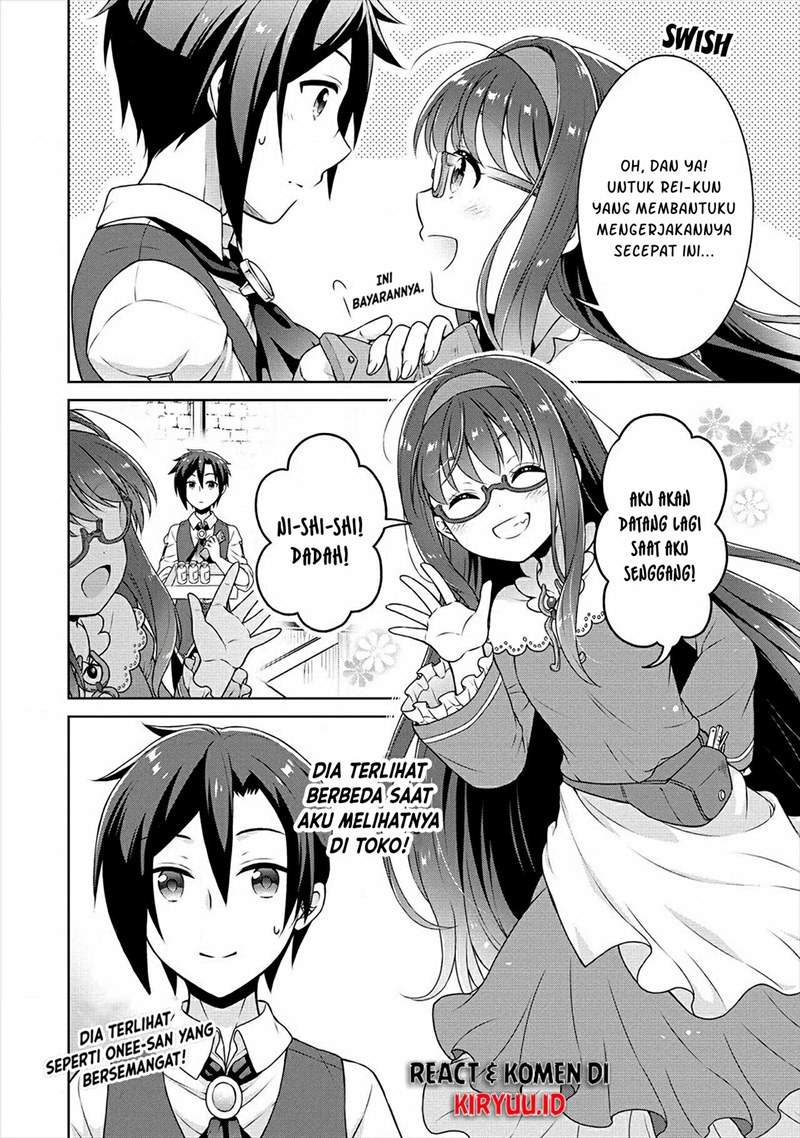 SWISH
OH, DAN YA!
UNTUK REI-KUN
YANG MEMBANTUKU
MENGERJAKANNYA
SECEPAT INI...
INI
BAYARANNYA.
AKU AKAN
DATANG LAGI
SAAT AKU
SENGGANG!
NI-SHI-SHI!
DADAH!
DIA TERLIHAT
BERBEDA SAAT
AKU MELIHATNYA
DI TOKO!
DIA TERLIHAT
SEPERTI ONEE-SAN YANG
BERSEMANGAT!
REACT & KOMEN DI
KIRYUU.ID